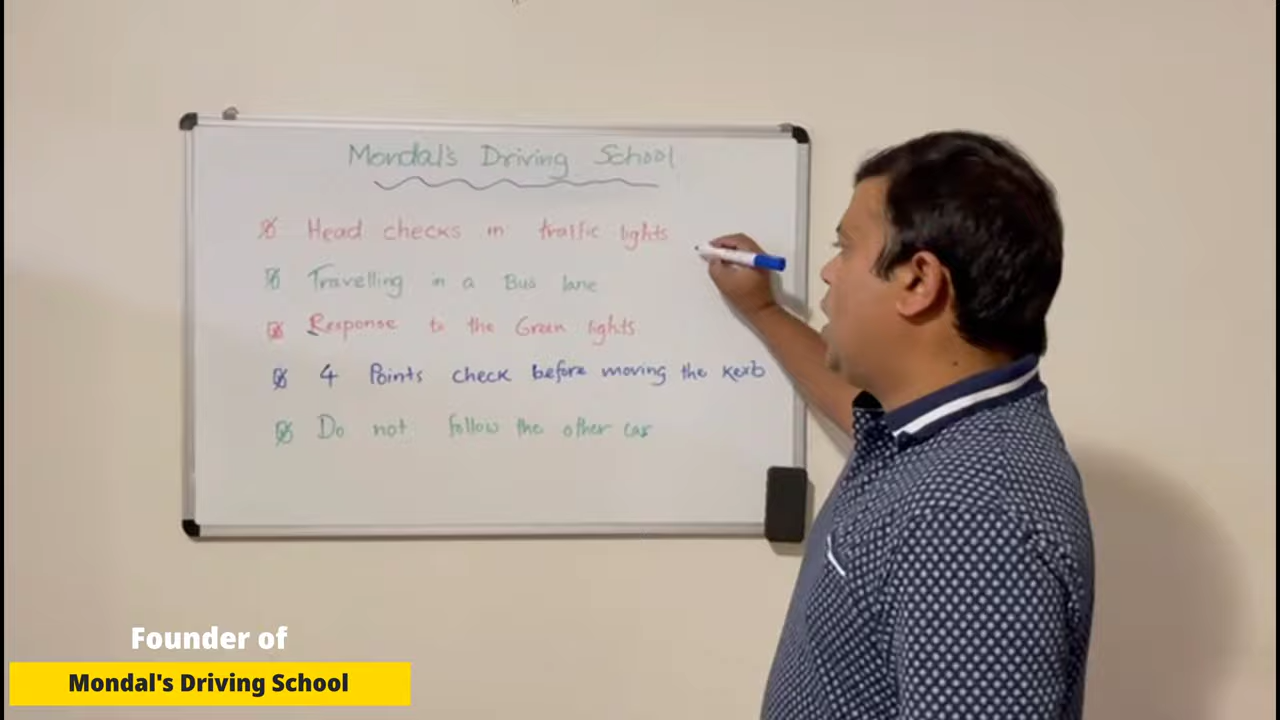 Mondal's Driving School
Head checks in traffic lights
Travelling in a Bus lane
Response to the Green lights
4 Points check before moving the kerb
Do not follow the other car
Founder of
Mondal's Driving School